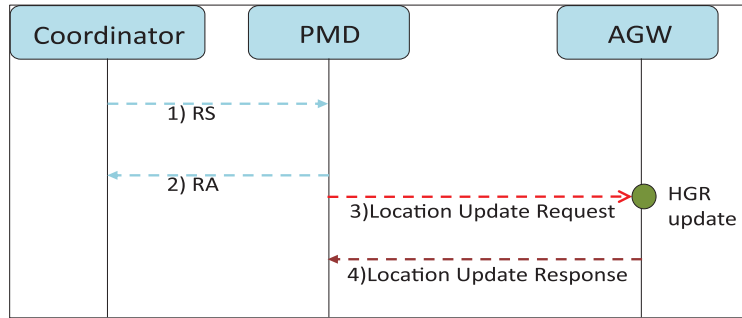 Coordinator
PMD
AGW
1) RS
2) RA
3)Location Update Request
HGR
update
4)Location Update Response